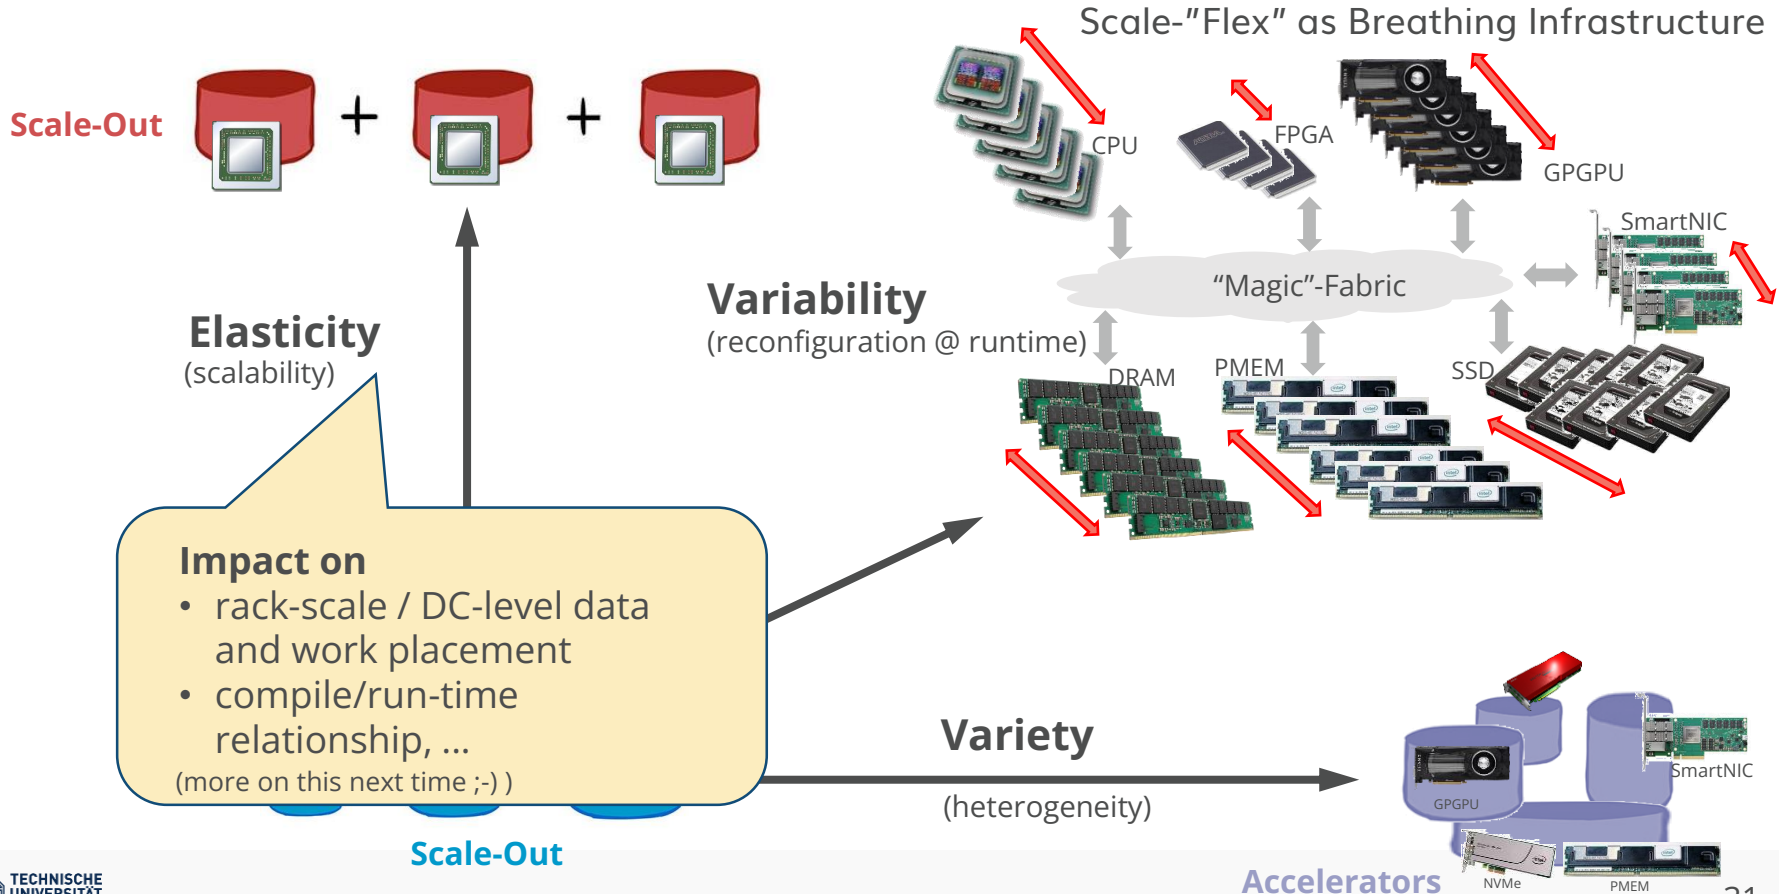 Scale-"Flex" as Breathing Infrastructure
Scale-Out
CPU
FPGA
GPGPU
SmartNIC
"Magic"-Fabric
Variability
(reconfiguration @ runtime)
Elasticity
(scalability)
DRAM
PMEM
SSD
Impact on
• rack-scale / DC-level data
and work placement
• compile/run-time
relationship, ...
(more on this next time ;-) )
Variety
(heterogeneity)
SmartNIC
GPGPU
Scale-Out
Accelerators
NVMe
PMEM
TECHNISCHE
UNIVERSITÄT